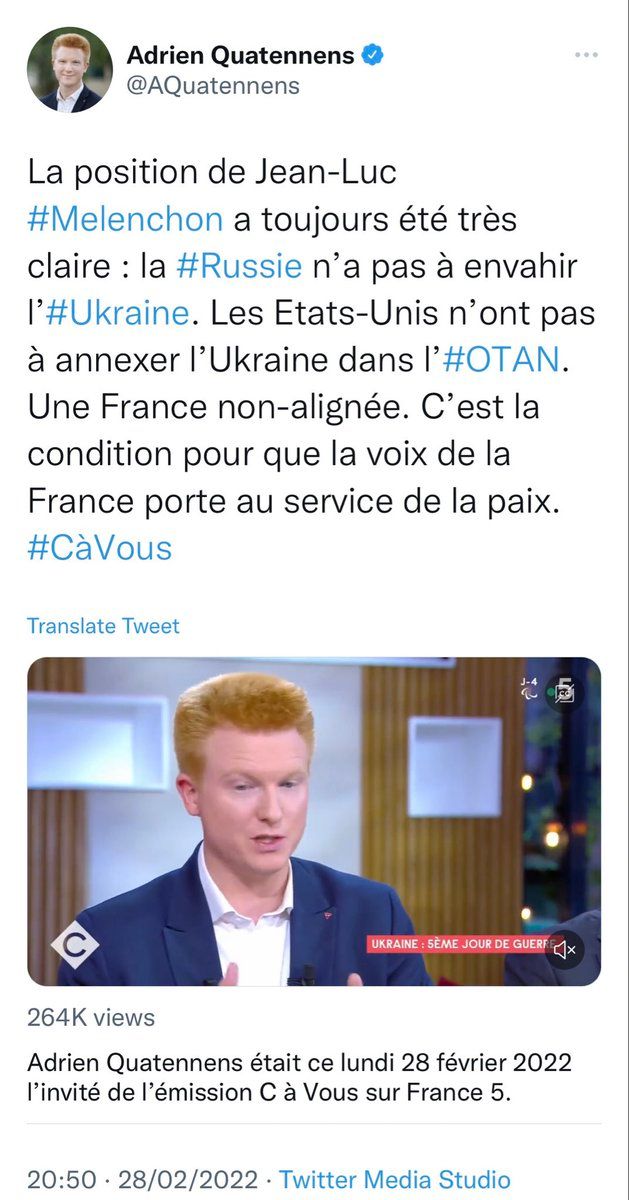 Adrien Quatennens
@AQuatennens
La position de Jean-Luc
#Melenchon a toujours été très
claire : la #Russie n’a pas à envahir
l’#Ukraine. Les Etats-Unis n’ont pas
à annexer l’Ukraine dans l’#OTAN.
Une France non-alignée. C’est la
condition pour que la voix de la
France porte au service de la paix.
#CàVous
Translate Tweet
J-4
5
C
UKRAINE : 5ÈME JOUR DE GUERRE
264K views
Adrien Quatennens était ce lundi 28 février 2022
l’invité de l’émission C à Vous sur France 5.
20:50 · 28/02/2022 · Twitter Media Studio